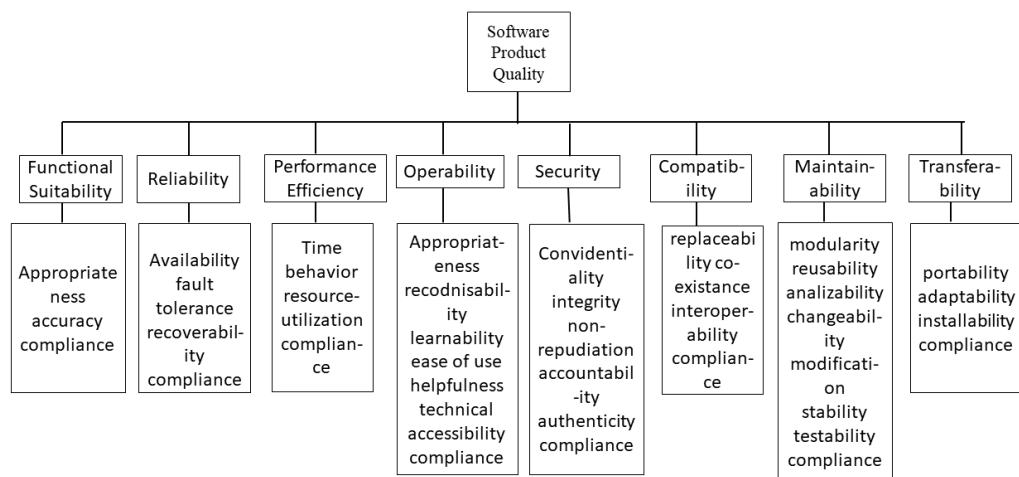 Software
Product
Quality
Functional
Suitability
Reliability
Performance
Efficiency
Operability
Security
Compatib-
ility
Maintain-
ability
Transfera-
bility
Appropriate
ness
accuracy
compliance
Availability
fault
tolerance
recoverabil-
ity
compliance
Time
behavior
resource-
utilization
complian-
ce
Appropriat-
eness
recodnisabil-
ity
learnability
ease of use
helpfulness
technical
accessibility
compliance
Convidenti-
ality
integrity
non-
repudiation
accountabil
-ity
authenticity
compliance
replaceabi
lity co-
existance
interoper-
ability
complian-
ce
modularity
reusability
analizability
changeabil-
ity
modificati-
on
stability
testability
compliance
portability
adaptability
installability
compliance